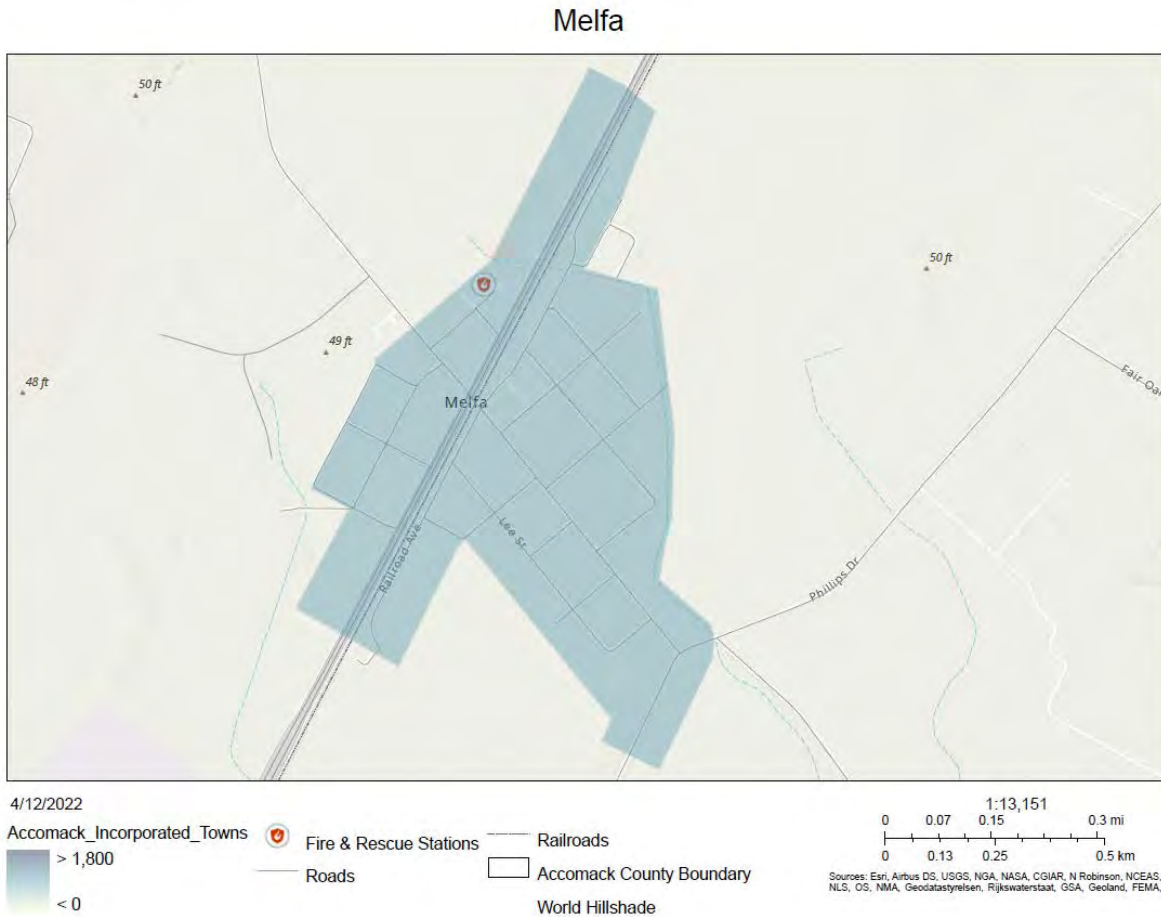 Melfa
50 ft
50 ft
49 ft
48 ft
Fair Oa
Melfa
Lee St
Railroad Ave
Phillips Dr
4/12/2022
Accomack_Incorporated_Towns
> 1,800
< 0
Fire & Rescue Stations
Roads
Railroads
Accomack County Boundary
World Hillshade
1:13,151
0 0.07 0.15 0.3 mi
0 0.13 0.25 0.5 km
Sources: Esri, Airbus DS, USGS, NGA, NASA, CGIAR, N Robinson, NCEAS,
NLS, OS, NMA, Geodatastyrelsen, Rijkswaterstaat, GSA, Geoland, FEMA,